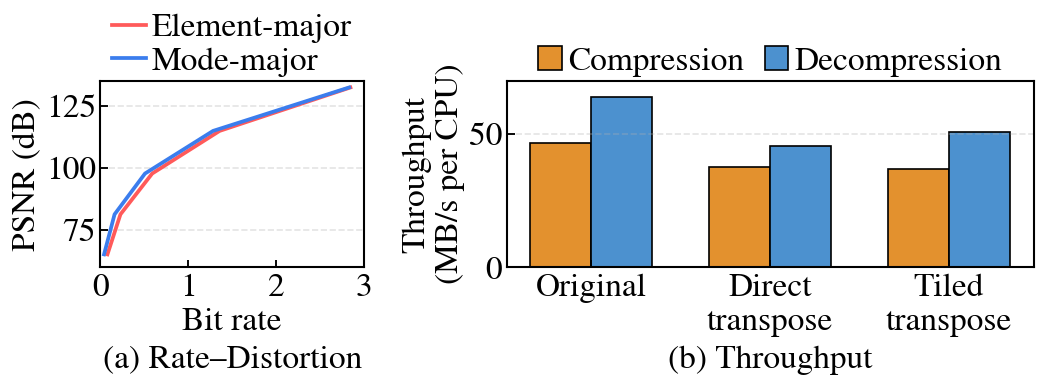 Element-major
Mode-major
PSNR (dB)
125
100
75
0 1 2 3
Bit rate
(a) Rate–Distortion
Compression Decompression
Throughput
(MB/s per CPU)
50
0
Original
Direct
transpose
Tiled
transpose
(b) Throughput